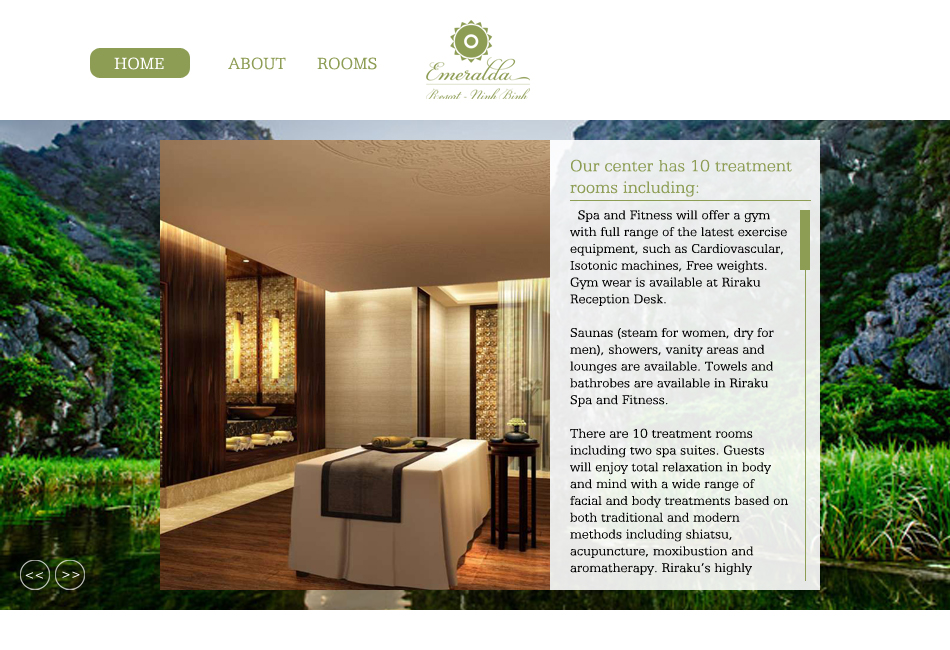 HOME
ABOUT
ROOMS
Emeralda
Resort - Ninh Binh
Our center has 10 treatment
rooms including:
Spa and Fitness will offer a gym
with full range of the latest exercise
equipment, such as Cardiovascular,
Isotonic machines, Free weights.
Gym wear is available at Riraku
Reception Desk.
Saunas (steam for women, dry for
men), showers, vanity areas and
lounges are available. Towels and
bathrobes are available in Riraku
Spa and Fitness.
There are 10 treatment rooms
including two spa suites. Guests
will enjoy total relaxation in body
and mind with a wide range of
facial and body treatments based on
both traditional and modern
methods including shiatsu,
acupuncture, moxibustion and
aromatherapy. Riraku’s highly
<< >>